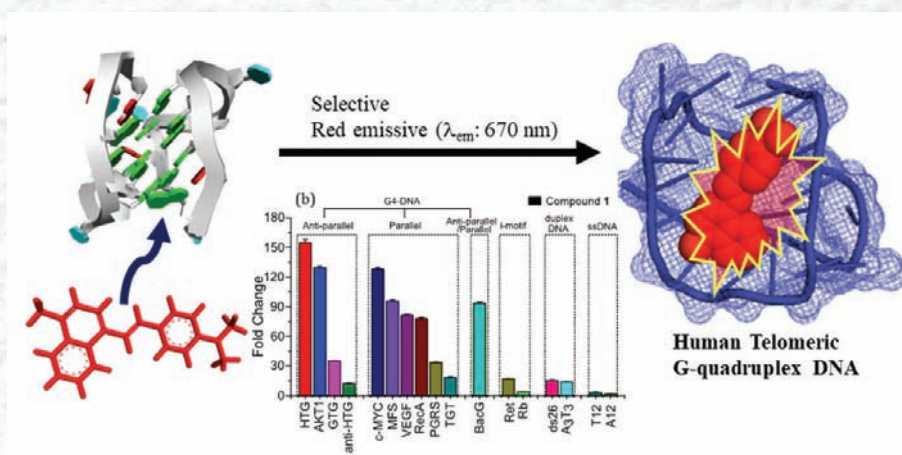 Selective
Red emissive (λem: 670 nm)
(b)
Compound 1
G4-DNA
Anti-parallel
Parallel
Anti-parallel
/Parallel
i-motif
duplex
DNA
ssDNA
Fold Change
180
150
120
90
60
30
0
HTG
AKT1
GTG
anti-HTG
c-MYC
MFS
VEGF
RecA
PGRS
TGT
BacG
Ret
Rb
ds26
A3T3
T12
A12
Human Telomeric
G-quadruplex DNA